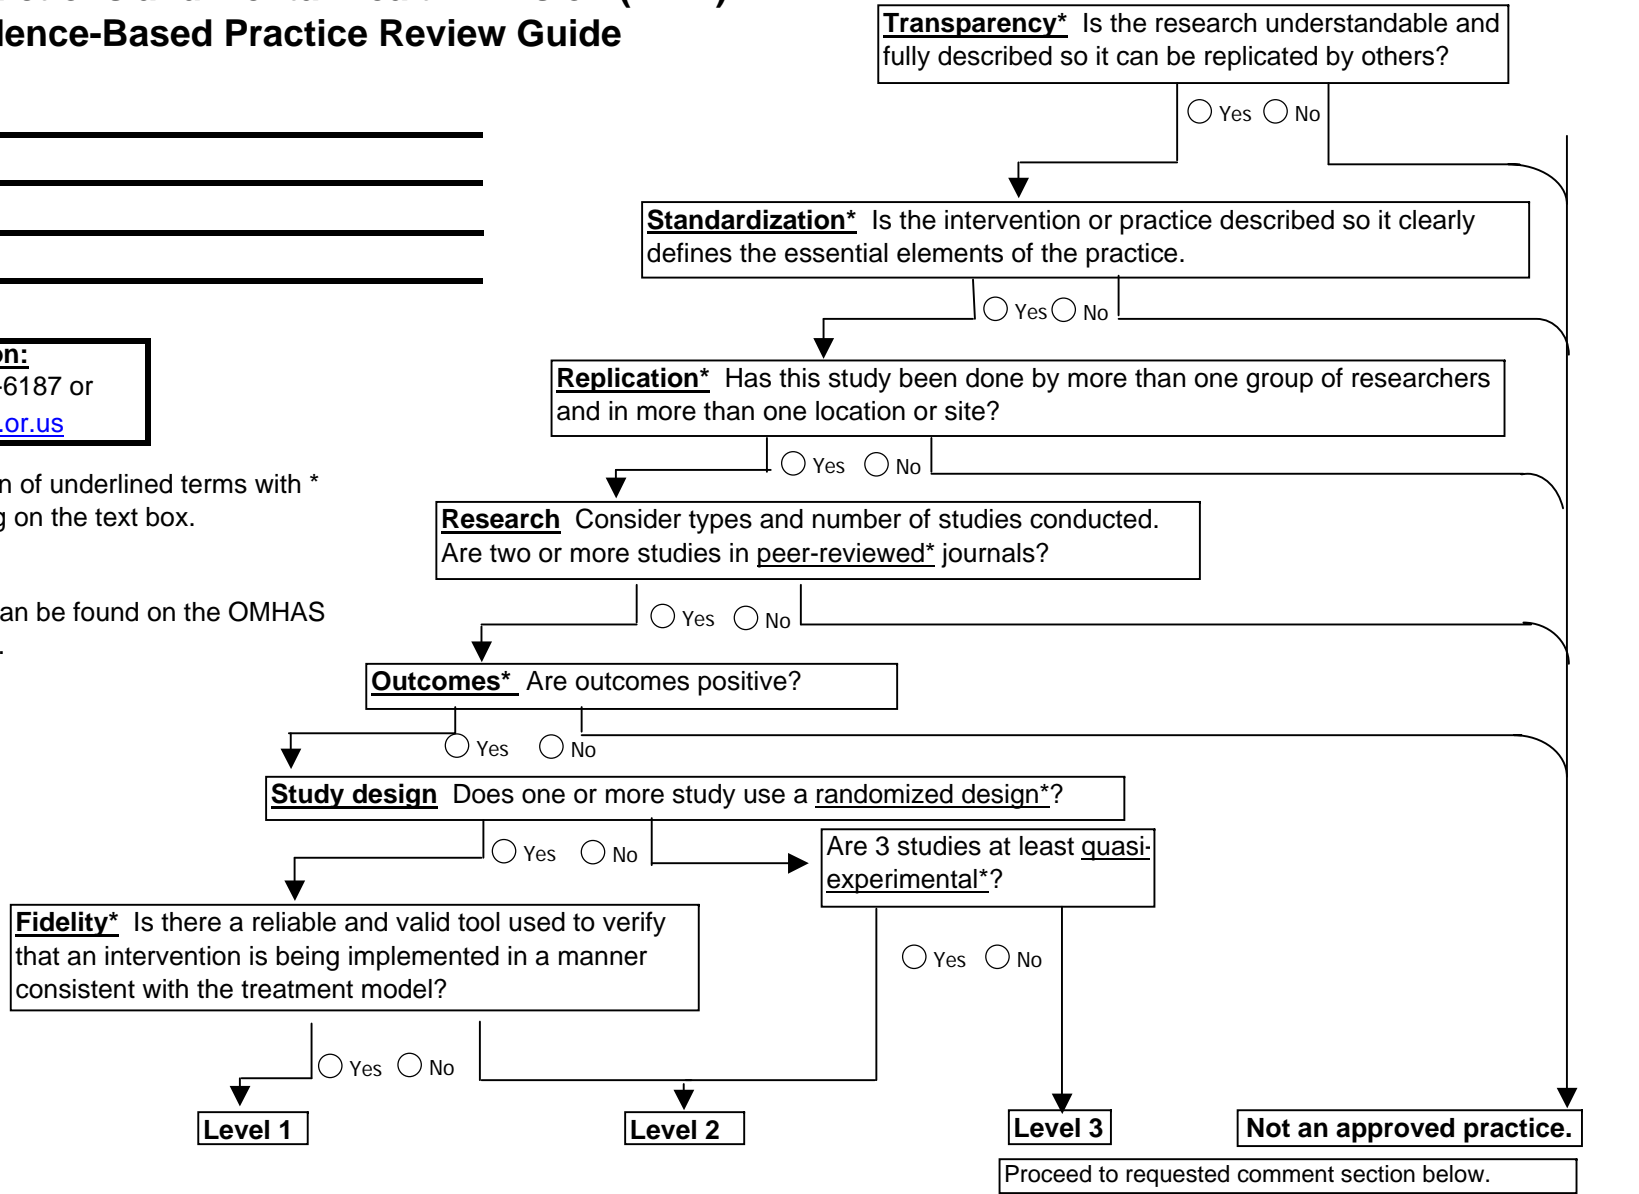 Evidence-Based Practice Review Guide
Transparency* Is the research understandable and
fully described so it can be replicated by others?
Yes No
Standardization* Is the intervention or practice described so it clearly
defines the essential elements of the practice.
Yes No
-6187 or
.or.us
Replication* Has this study been done by more than one group of researchers
and in more than one location or site?
Yes No
of underlined terms with *
on the text box.
Research Consider types and number of studies conducted.
Are two or more studies in peer-reviewed* journals?
Yes No
can be found on the OMHAS
.
Outcomes* Are outcomes positive?
Yes No
Study design Does one or more study use a randomized design*?
Yes No
Are 3 studies at least quasi-
experimental*?
Yes No
Fidelity* Is there a reliable and valid tool used to verify
that an intervention is being implemented in a manner
consistent with the treatment model?
Yes No
Level 1
Level 2
Level 3
Not an approved practice.
Proceed to requested comment section below.